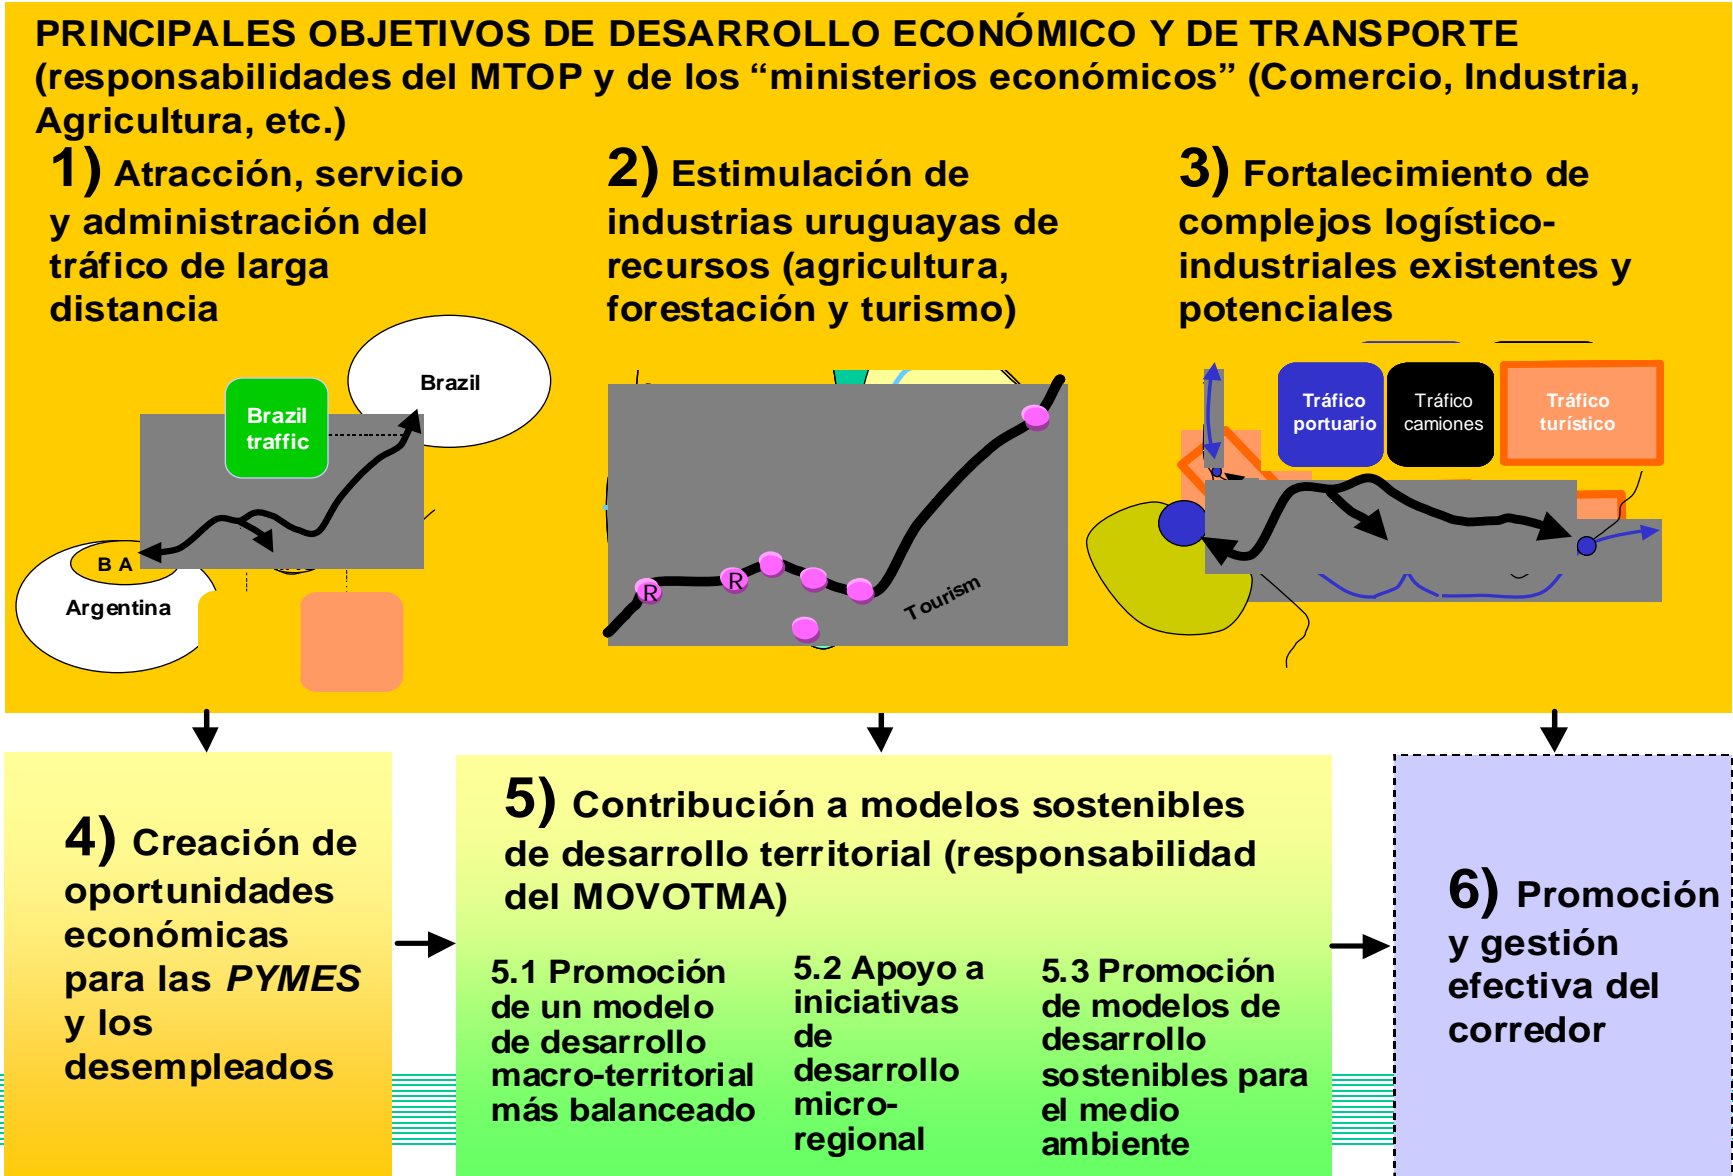 PRINCIPALES OBJETIVOS DE DESARROLLO ECONÓMICO Y DE TRANSPORTE
(responsabilidades del MTOP y de los “ministerios económicos” (Comercio, Industria,
Agricultura, etc.)
1) Atracción, servicio
y administración del
tráfico de larga
distancia
2) Estimulación de
industrias uruguayas de
recursos (agricultura,
forestación y turismo)
3) Fortalecimiento de
complejos logístico-
industriales existentes y
potenciales
Brazil
Brazil
traffic
B A
Argentina
R
R
Tourism
Tráfico
portuario
Tráfico
camiones
Tráfico
turístico
4) Creación de
oportunidades
económicas
para las PYMES
y los
desempleados
5) Contribución a modelos sostenibles
de desarrollo territorial (responsabilidad
del MOVOTMA)
5.1 Promoción
de un modelo
de desarrollo
macro-territorial
más balanceado
5.2 Apoyo a
iniciativas
de
desarrollo
micro-
regional
5.3 Promoción
de modelos de
desarrollo
sostenibles para
el medio
ambiente
6) Promoción
y gestión
efectiva del
corredor